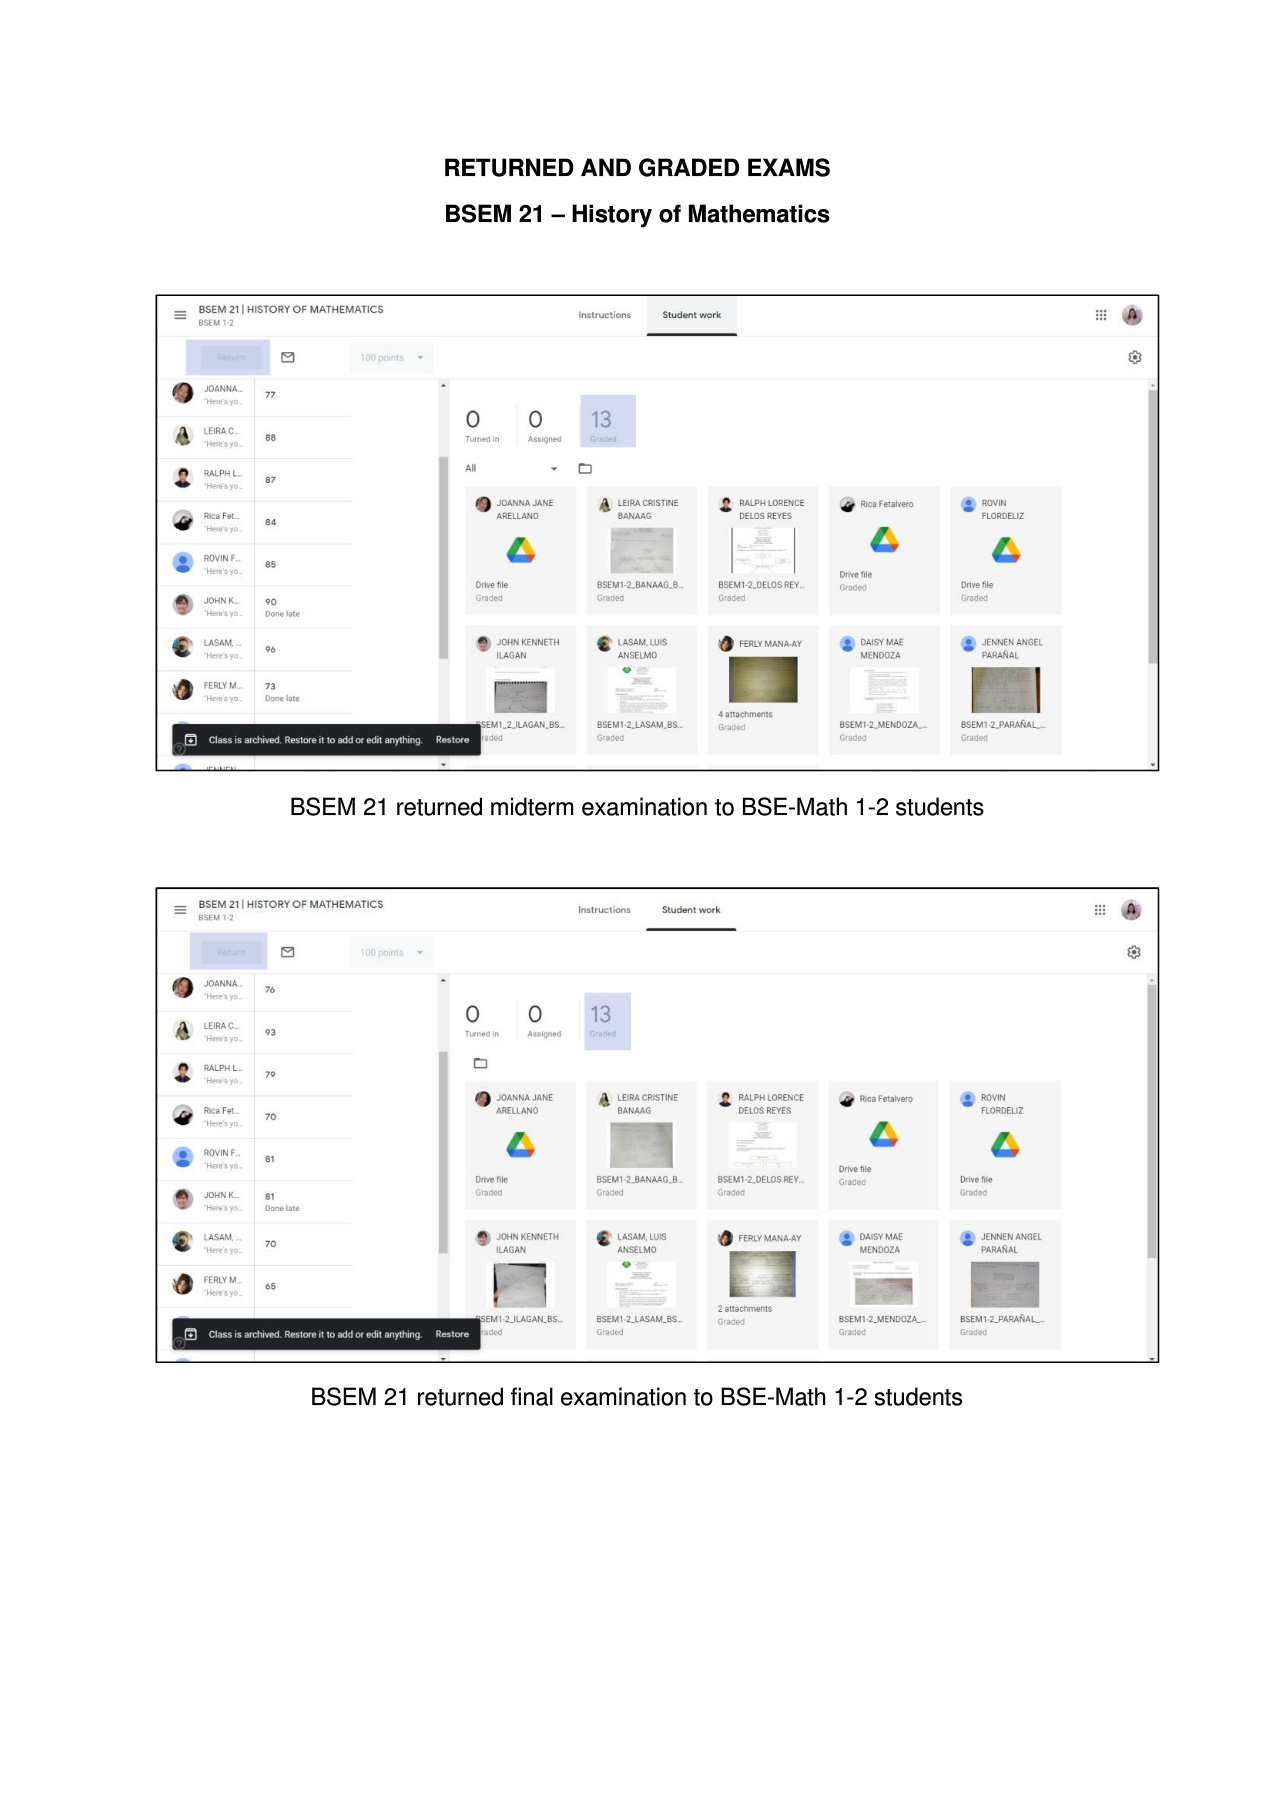 RETURNED AND GRADED EXAMS
BSEM 21 – History of Mathematics
BSEM 21 | HISTORY OF MATHEMATICS
BSEM 1-2
Instructions
Student work
Return
100 points
JOANNA...
"Here's yo...
77
LEIRA C...
"Here's yo...
88
RALPH L...
"Here's yo...
87
Rica Fet...
"Here's yo...
84
ROVIN F...
"Here's yo...
85
JOHN K...
"Here's yo...
90
Done late
LASAM, ...
"Here's yo...
96
FERLY M...
"Here's yo...
73
Done late
Class is archived. Restore it to add or edit anything. Restore
JENNEN
0
Turned in
0
Assigned
13
Graded
All
JOANNA JANE
ARELLANO
Drive file
Graded
LEIRA CRISTINE
BANAAG
BSEM1-2_BANAAG_B...
Graded
RALPH LORENCE
DELOS REYES
BSEM1-2_DELOS REY...
Graded
Rica Fetalvero
Drive file
Graded
ROVIN
FLORDELIZ
Drive file
Graded
JOHN KENNETH
ILAGAN
BSEM1_2_ILAGAN_BS...
Graded
LASAM, LUIS
ANSELMO
BSEM1-2_LASAM_BS...
Graded
FERLY MANA-AY
4 attachments
Graded
DAISY MAE
MENDOZA
BSEM1-2_MENDOZA_...
Graded
JENNEN ANGEL
PARAÑAL
BSEM1-2_PARAÑAL_...
Graded
BSEM 21 returned midterm examination to BSE-Math 1-2 students
BSEM 21 | HISTORY OF MATHEMATICS
BSEM 1-2
Instructions
Student work
Return
100 points
JOANNA...
"Here's yo...
76
LEIRA C...
"Here's yo...
93
RALPH L...
"Here's yo...
79
Rica Fet...
"Here's yo...
70
ROVIN F...
"Here's yo...
81
JOHN K...
"Here's yo...
81
Done late
LASAM, ...
"Here's yo...
70
FERLY M...
"Here's yo...
65
Class is archived. Restore it to add or edit anything. Restore
0
Turned in
0
Assigned
13
Graded
JOANNA JANE
ARELLANO
Drive file
Graded
LEIRA CRISTINE
BANAAG
BSEM1-2_BANAAG_B...
Graded
RALPH LORENCE
DELOS REYES
BSEM1-2_DELOS REY...
Graded
Rica Fetalvero
Drive file
Graded
ROVIN
FLORDELIZ
Drive file
Graded
JOHN KENNETH
ILAGAN
BSEM1-2_ILAGAN_BS...
Graded
LASAM, LUIS
ANSELMO
BSEM1-2_LASAM_BS...
Graded
FERLY MANA-AY
2 attachments
Graded
DAISY MAE
MENDOZA
BSEM1-2_MENDOZA_...
Graded
JENNEN ANGEL
PARAÑAL
BSEM1-2_PARAÑAL_...
Graded
BSEM 21 returned final examination to BSE-Math 1-2 students